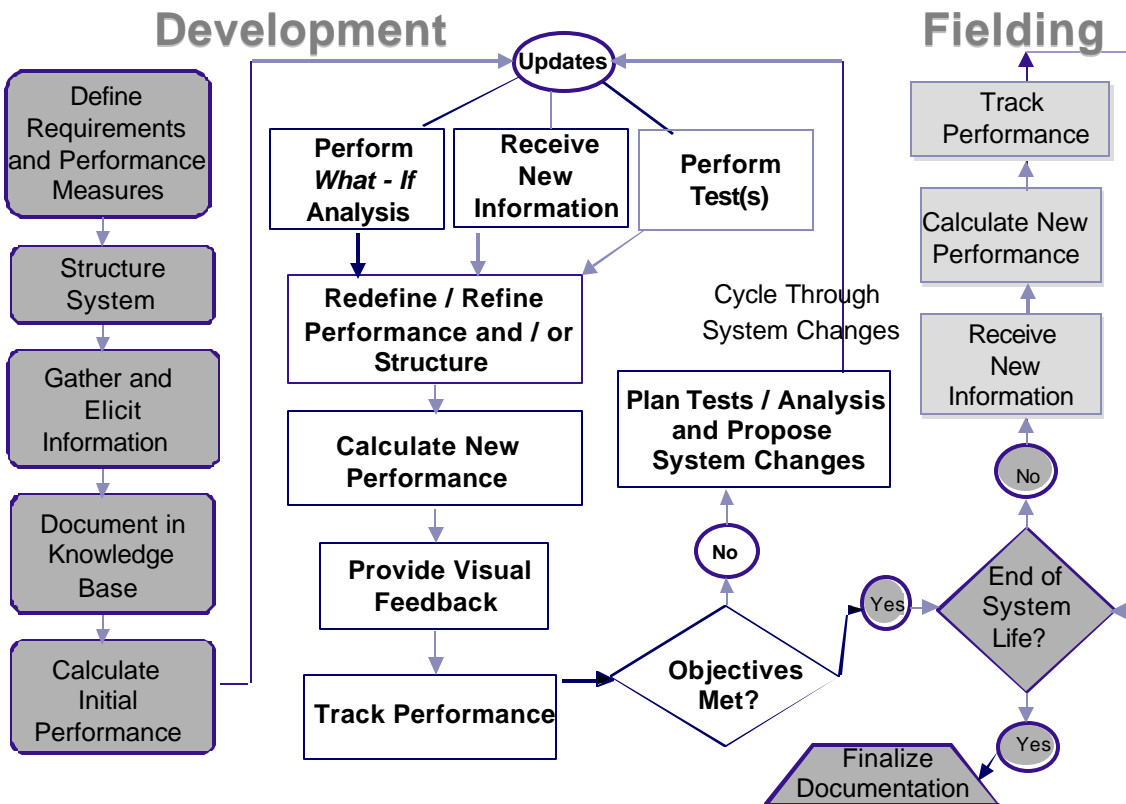 Development
Fielding
Define
Requirements
and Performance
Measures
Structure
System
Gather and
Elicit
Information
Document in
Knowledge
Base
Calculate
Initial
Performance
Updates
Perform
What - If
Analysis
Receive
New
Information
Perform
Test(s)
Redefine / Refine
Performance and / or
Structure
Calculate New
Performance
Provide Visual
Feedback
Track Performance
Objectives
Met?
No
Plan Tests / Analysis
and Propose
System Changes
Cycle Through
System Changes
Yes
End of
System
Life?
No
Receive
New
Information
Calculate New
Performance
Track
Performance
Yes
Finalize
Documentation